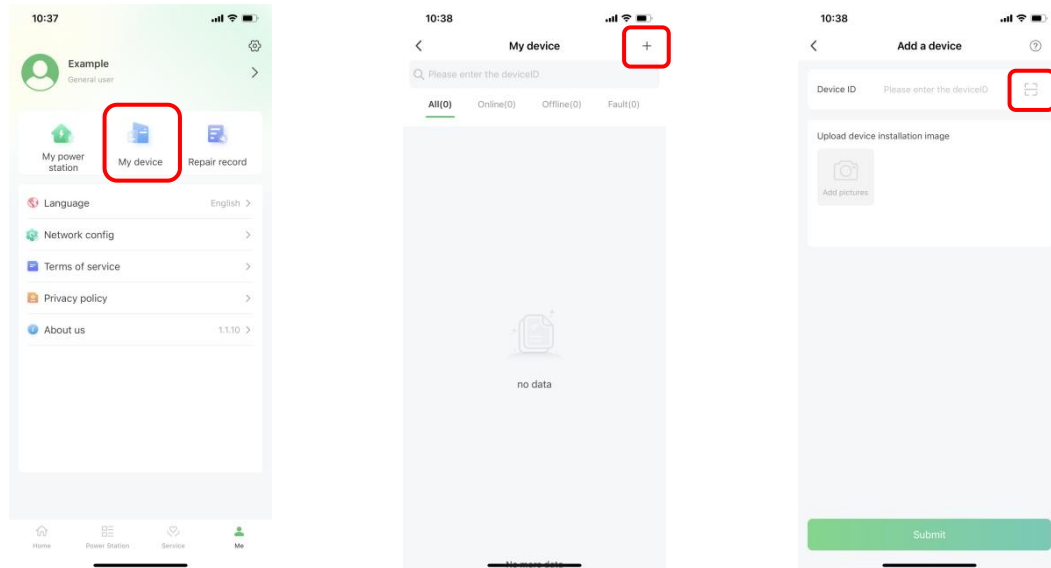 10:37
Example
General user
My power
station
My device
Repair record
Language
English
Network config
Terms of service
Privacy policy
About us
1.1.10
Home
Power Station
Service
Me
10:38
My device
Please enter the deviceID
All(0)
Online(0)
Offline(0)
Fault(0)
no data
No more data
10:38
Add a device
Device ID
Please enter the deviceID
Upload device installation image
Add pictures
Submit